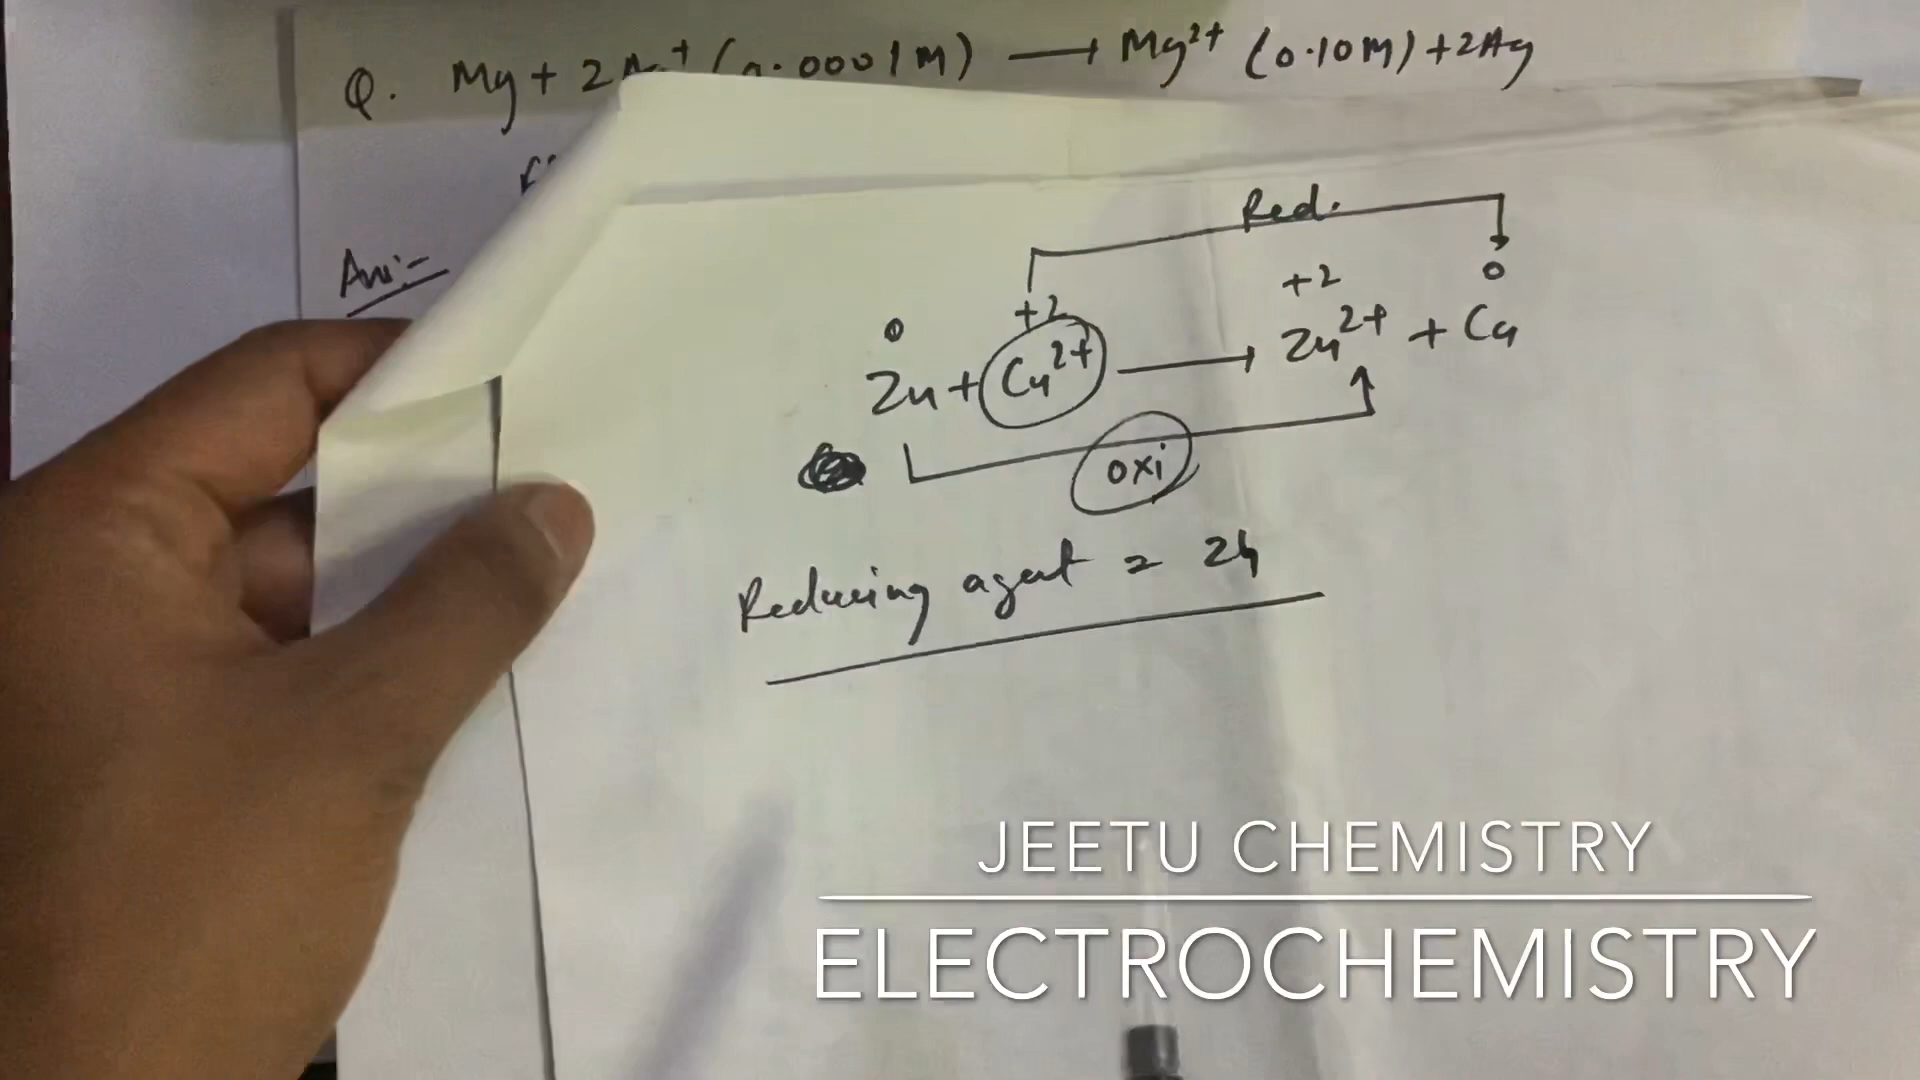 Q. Mg + 2Ag+ (0.0001M) → Mg2+ (0.10M) + 2Ag
Ans:-
Red.
+2 0
0 +2
Zn + Cu2+ → Zn2+ + Cu
oxi
Reducing agent = Zn
JEETU CHEMISTRY
ELECTROCHEMISTRY